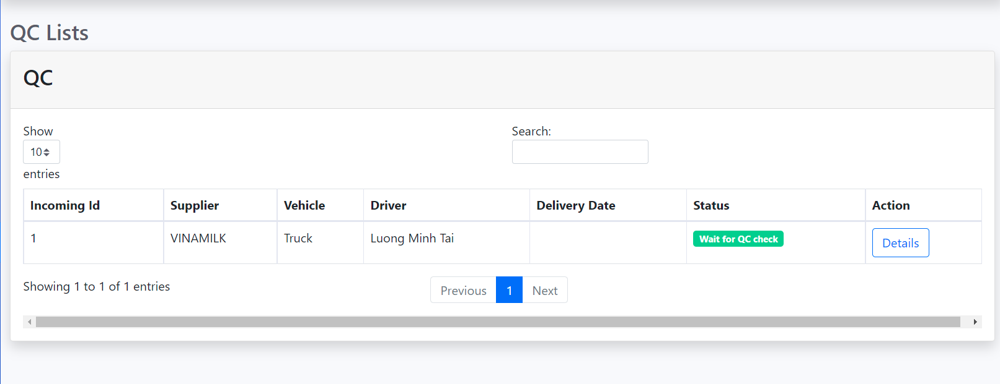 QC Lists
QC
Show
Search:
10
entries
Incoming Id Supplier Vehicle Driver Delivery Date Status Action
1 VINAMILK Truck Luong Minh Tai Wait for QC check Details
Showing 1 to 1 of 1 entries
Previous 1 Next